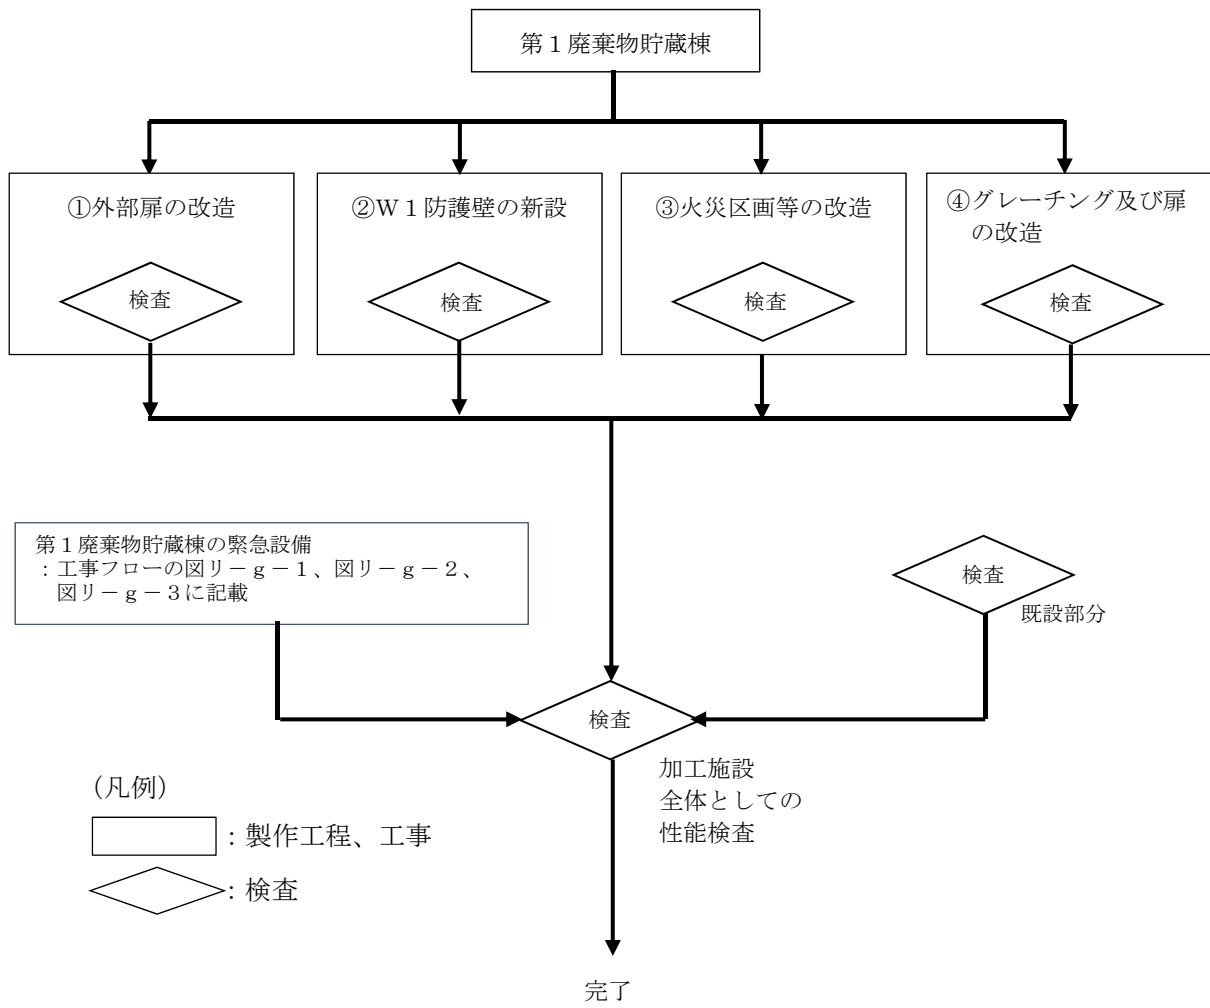 第１廃棄物貯蔵棟
①外部扉の改造
②W１防護壁の新設
③火災区画等の改造
④グレーチング及び扉
の改造
検査
検査
検査
検査
第１廃棄物貯蔵棟の緊急設備
：工事フローの図リ－ｇ－１、図リ－ｇ－２、
図リ－ｇ－３に記載
検査
既設部分
検査
加工施設
全体としての
性能検査
(凡例)
：製作工程、工事
：検査
完了